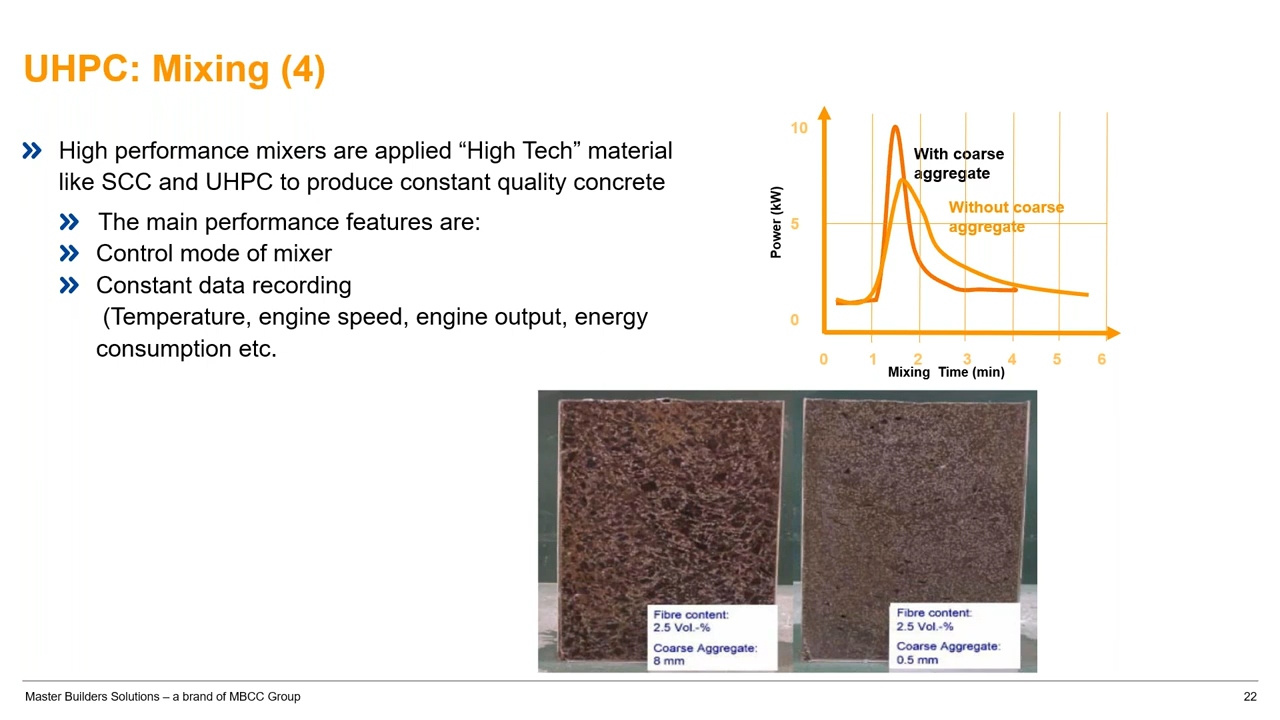 UHPC: Mixing (4)
High performance mixers are applied “High Tech” material
like SCC and UHPC to produce constant quality concrete
The main performance features are:
Control mode of mixer
Constant data recording
(Temperature, engine speed, engine output, energy
consumption etc.
10
5
0
Power (kW)
With coarse
aggregate
Without coarse
aggregate
0 1 2 3 4 5 6
Mixing Time (min)
Fibre content:
2.5 Vol.-%
Coarse Aggregate:
8 mm
Fibre content:
2.5 Vol.-%
Coarse Aggregate:
0.5 mm
Master Builders Solutions – a brand of MBCC Group
22